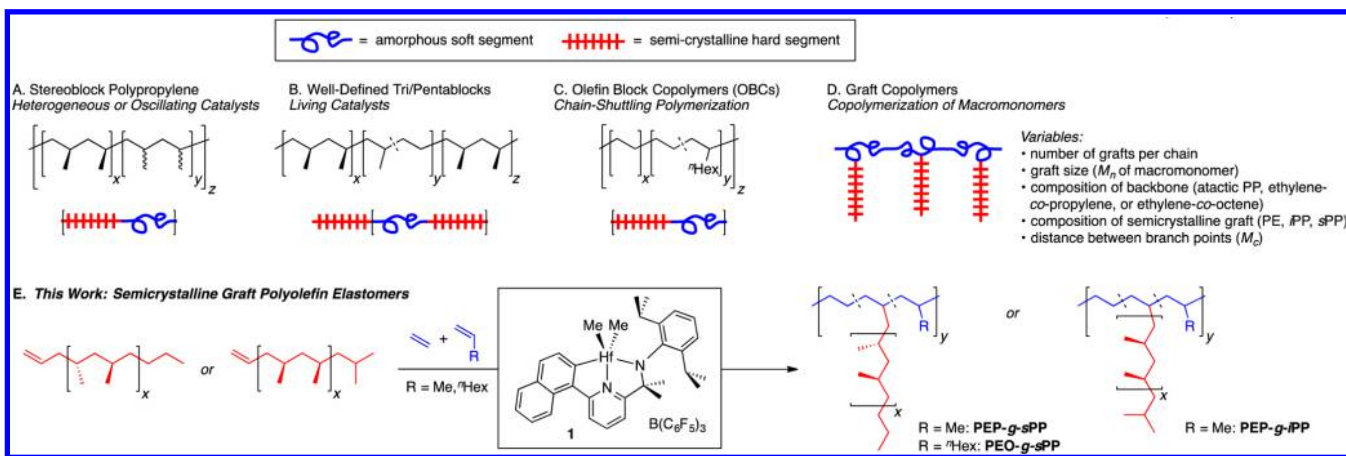 = amorphous soft segment
= semi-crystalline hard segment
A. Stereoblock Polypropylene
Heterogeneous or Oscillating Catalysts
x
y
z
B. Well-Defined Tri/Pentablocks
Living Catalysts
x
y
z
C. Olefin Block Copolymers (OBCs)
Chain-Shuttling Polymerization
x
nHex
y
z
D. Graft Copolymers
Copolymerization of Macromonomers
Variables:
• number of grafts per chain
• graft size (Mn of macromonomer)
• composition of backbone (atactic PP, ethylene-
co-propylene, or ethylene-co-octene)
• composition of semicrystalline graft (PE, iPP, sPP)
• distance between branch points (Mc)
E. This Work: Semicrystalline Graft Polyolefin Elastomers
x
or
x
+
R
R = Me, nHex
Me
Me
Hf
N
N
1
B(C6F5)3
R
y
x
R = Me: PEP-g-sPP
R = nHex: PEO-g-sPP
or
R
y
x
R = Me: PEP-g-iPP